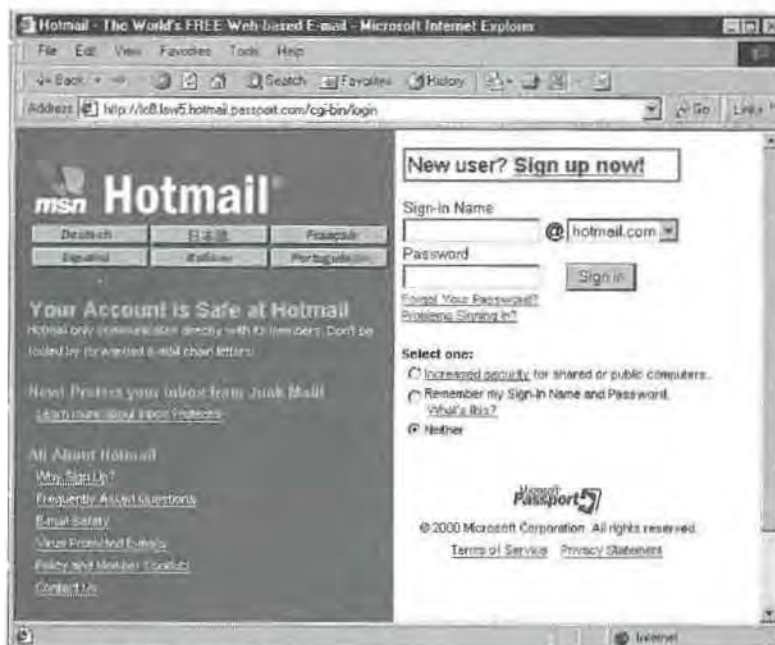 Hotmail - The World's FREE Web-based E-mail - Microsoft Internet Explorer
File Edit View Favorites Tools Help
Back Search Favorites History
Address http://lc8.law5.hotmail.passport.com/cgi-bin/login Go Links
msn Hotmail
Deutsch 日本語 Français
Español Italiano
Your Account is Safe at Hotmail
Hotmail only communicates directly with its members. Don't be
fooled by forwarded e-mail chain letters!
New! Protect your Inbox from Junk Mail!
Learn more about Inbox Protector
All About Hotmail
Why Sign Up?
Frequently Asked Questions
E-mail Safety
Virus Protected E-mails
Policy and Member Conduct
Contact Us
New user? Sign up now!
Sign-In Name
@ hotmail.com
Password
Sign in
Forgot Your Password?
Problems Signing In?
Select one:
Increased security for shared or public computers.
Remember my Sign-In Name and Password.
What's this?
Neither
Microsoft
Passport
© 2000 Microsoft Corporation. All rights reserved.
Terms of Service Privacy Statement
Internet